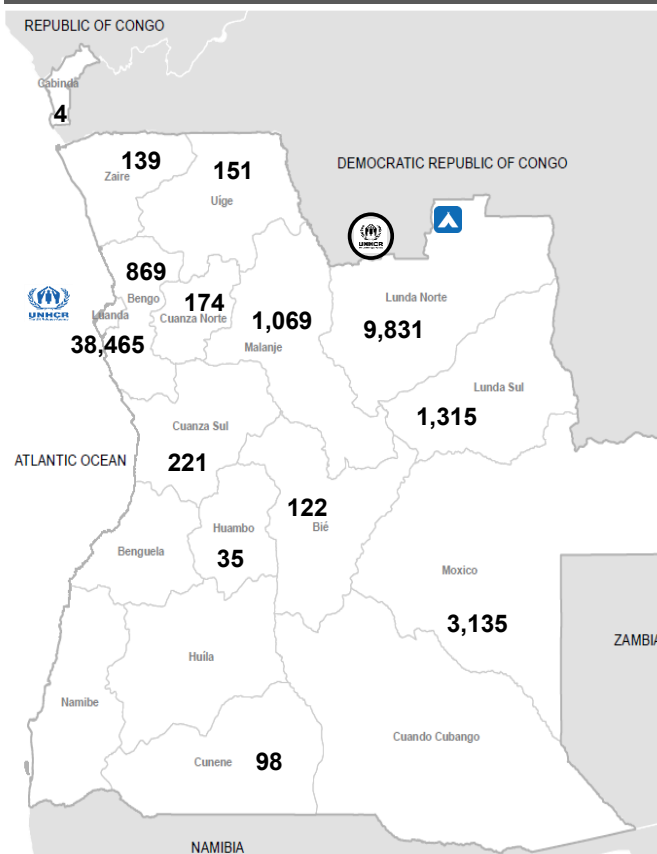 REPUBLIC OF CONGO
Cabinda
4
139
Zaire
151
Uíge
DEMOCRATIC REPUBLIC OF CONGO
UNHCR
869
Bengo
174
Cuanza Norte
UNHCR
Luanda
38,465
1,069
Malanje
Lunda Norte
9,831
Lunda Sul
1,315
Cuanza Sul
221
ATLANTIC OCEAN
122
Bié
Huambo
35
Benguela
Moxico
3,135
ZAMBIA
Huíla
Namibe
Cuando Cubango
Cunene 98
NAMIBIA